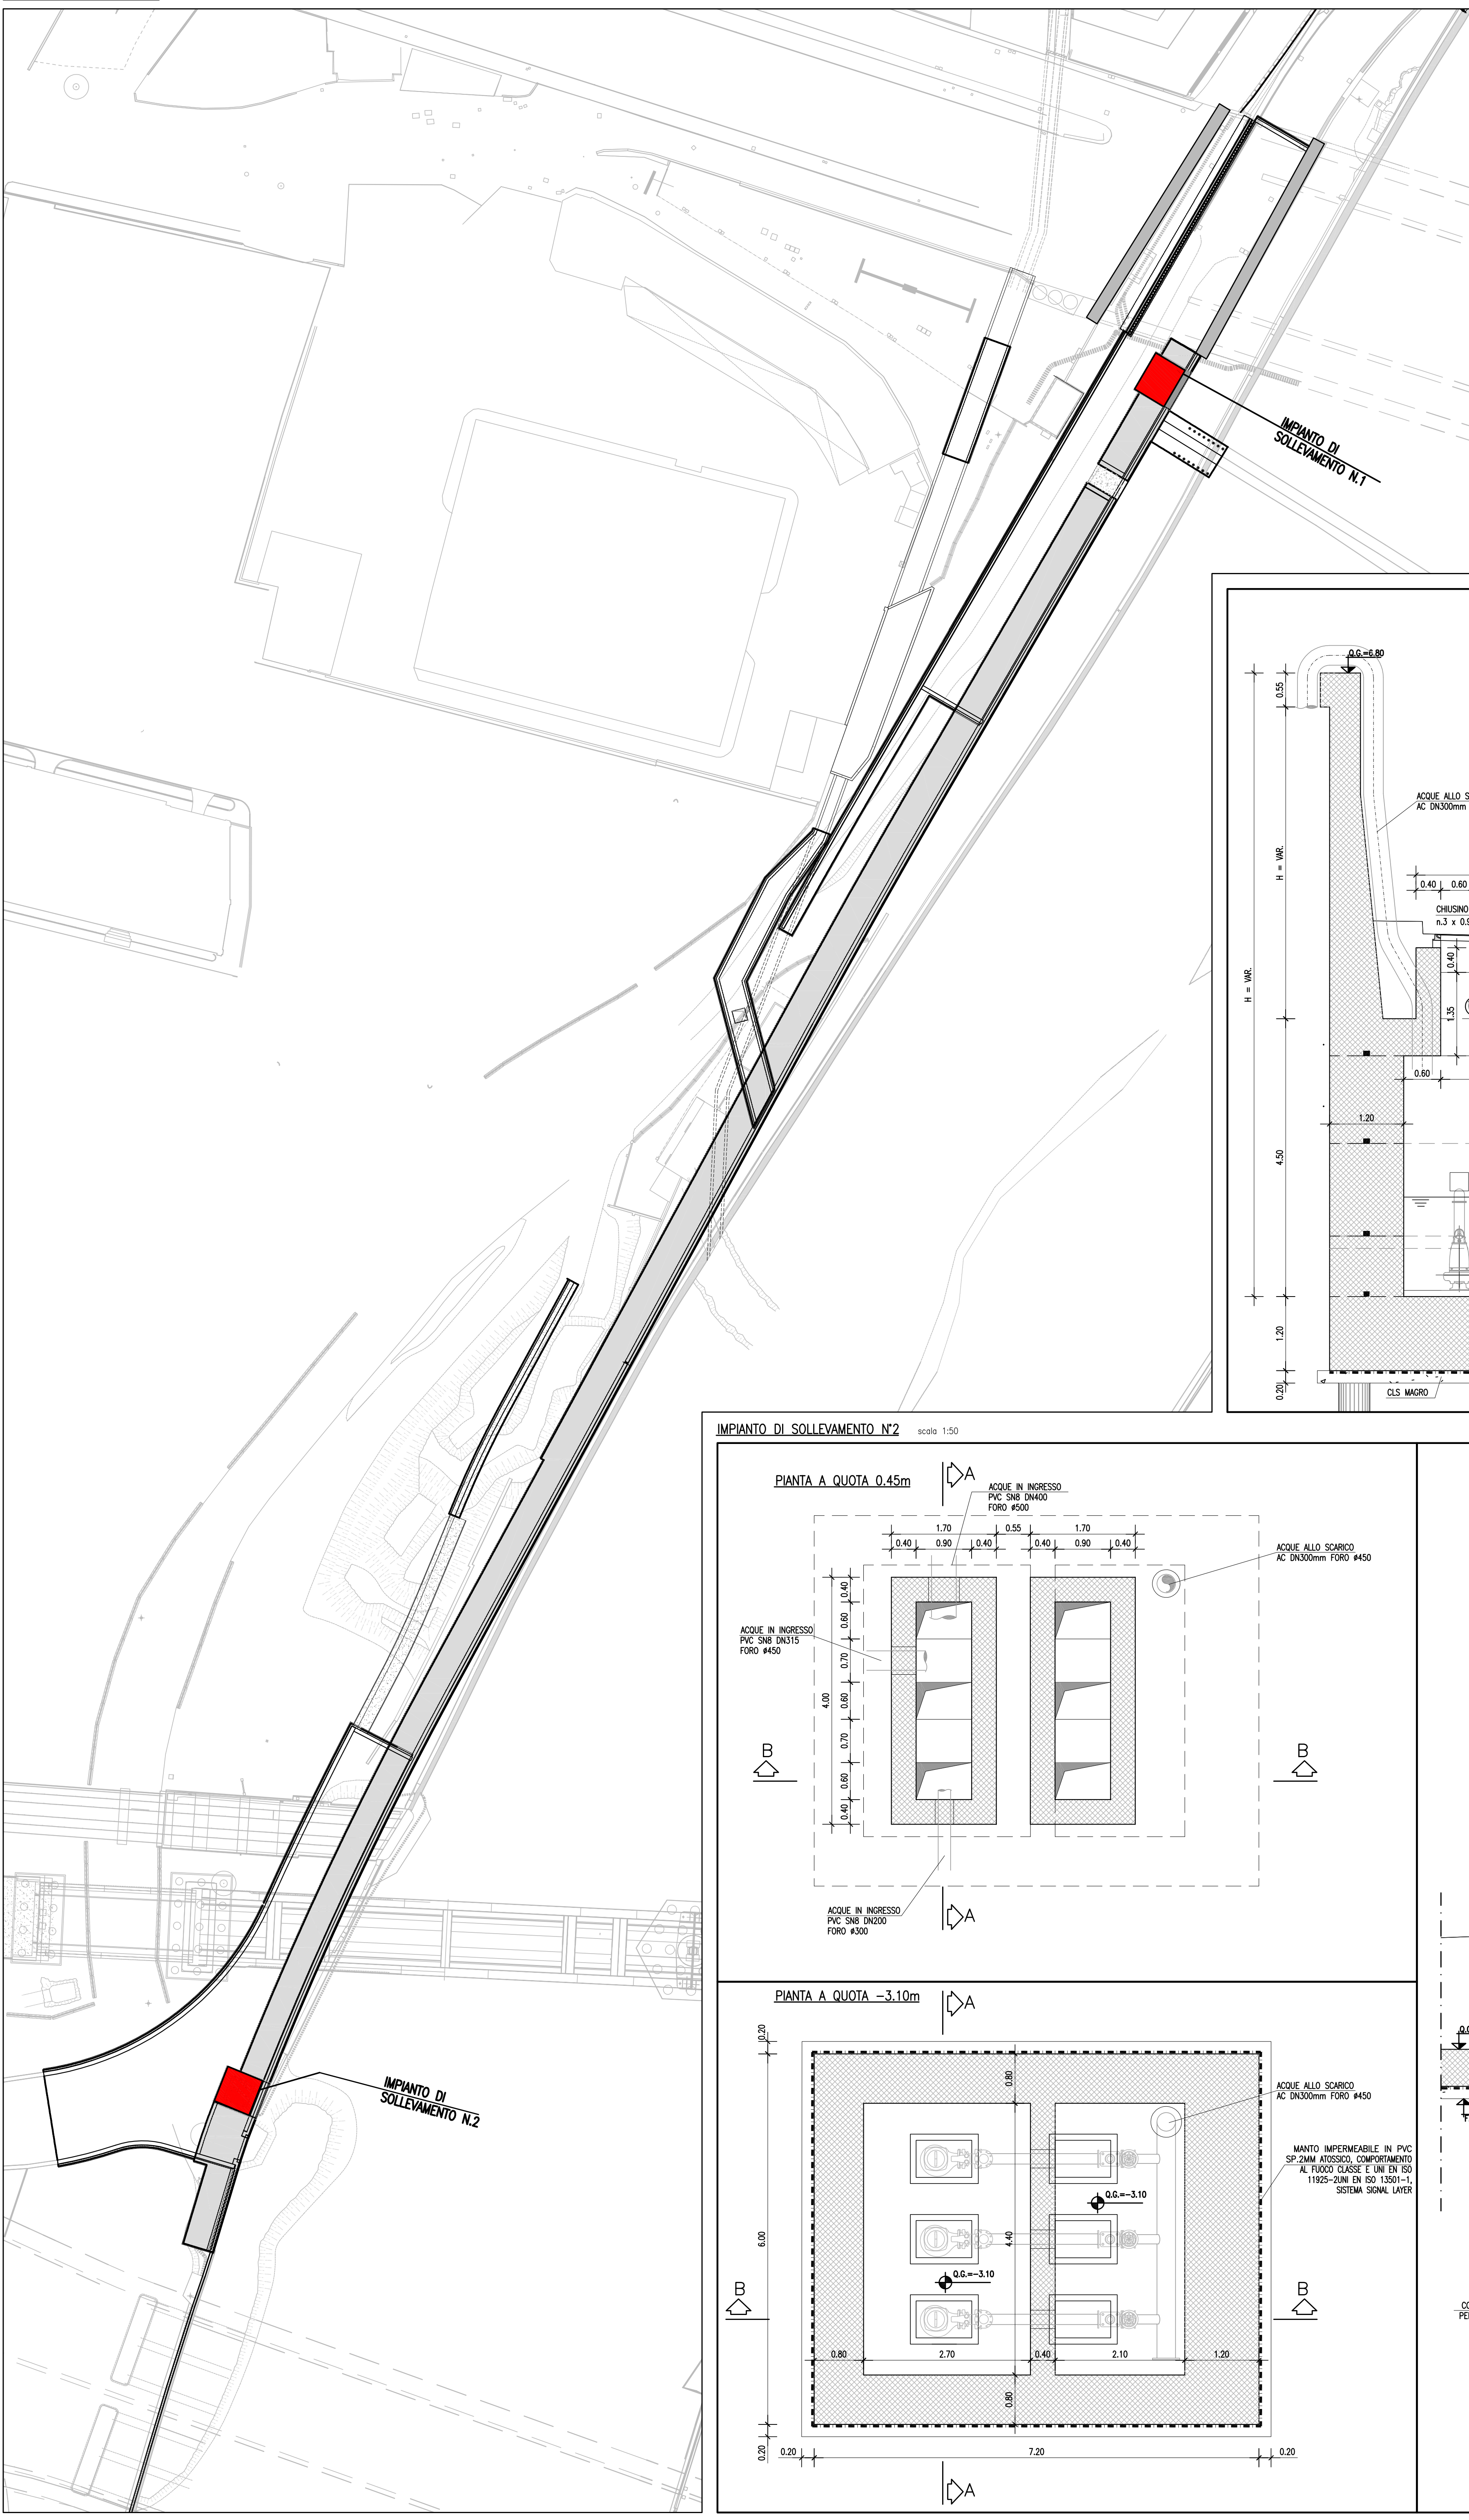 IMPIANTO DI
SOLLEVAMENTO N.1
Q.G.=6.80
0.55
H = VAR.
H = VAR.
ACQUE ALLO S
AC DN300mm
0.40 0.60
CHIUSINO
n.3 x 0.9
0.40
1.35
0.60
1.20
4.50
1.20
0.20
CLS MAGRO
IMPIANTO DI SOLLEVAMENTO N°2 scala 1:50
PIANTA A QUOTA 0.45m
A
ACQUE IN INGRESSO
PVC SN8 DN400
FORO ø500
1.70 0.55 1.70
0.40 0.90 0.40 0.40 0.90 0.40
ACQUE ALLO SCARICO
AC DN300mm FORO ø450
0.40
0.60
0.70
0.60
0.70
0.60
0.40
4.00
ACQUE IN INGRESSO
PVC SN8 DN315
FORO ø450
B
B
ACQUE IN INGRESSO
PVC SN8 DN200
FORO ø300
A
PIANTA A QUOTA -3.10m
A
0.20
0.80
ACQUE ALLO SCARICO
AC DN300mm FORO ø450
MANTO IMPERMEABILE IN PVC
SP.2MM ATOSSICO, COMPORTAMENTO
AL FUOCO CLASSE E UNI EN ISO
11925-2UNI EN ISO 13501-1,
SISTEMA SIGNAL LAYER
Q.G.=-3.10
6.00
4.40
Q.G.=-3.10
B
B
0.80 2.70 0.40 2.10 1.20
0.80
0.20
0.20 7.20 0.20
A
IMPIANTO DI
SOLLEVAMENTO N.2